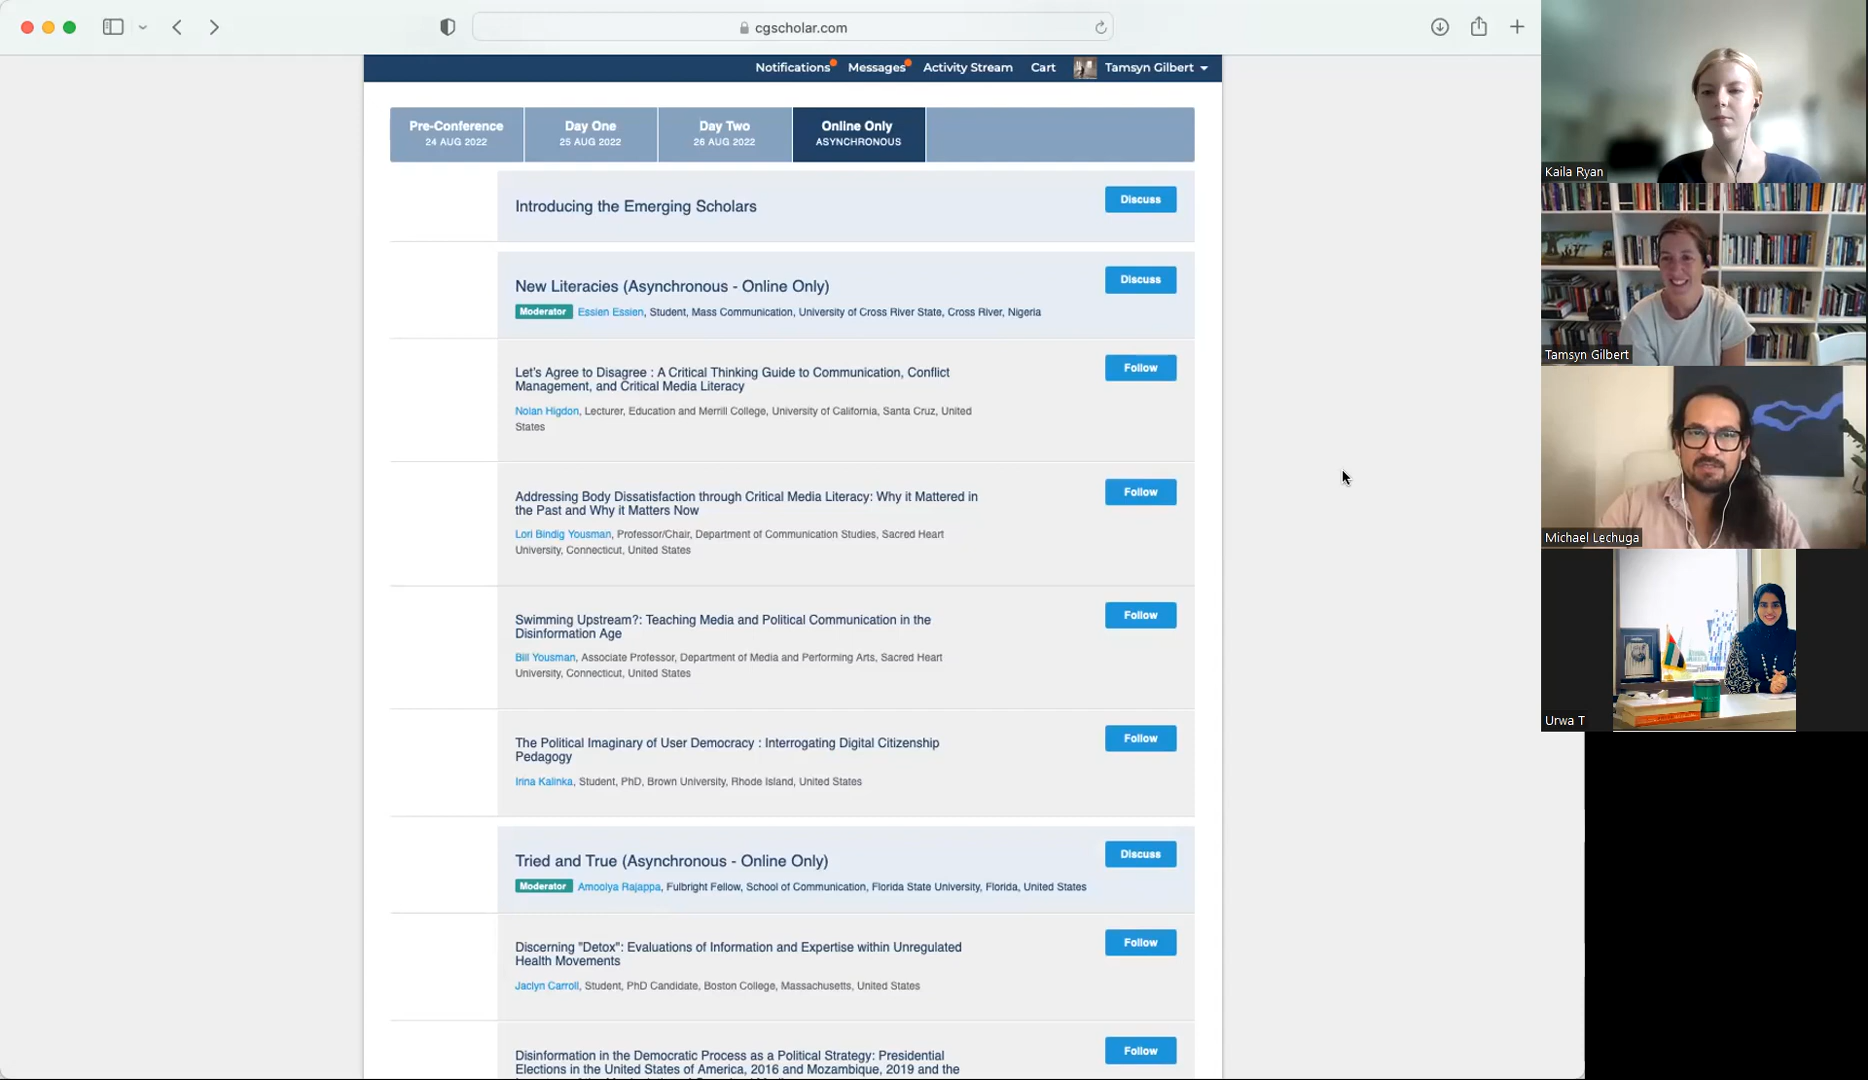 cgscholar.com
Notifications Messages Activity Stream Cart Tamsyn Gilbert
Pre-Conference
24 AUG 2022
Day One
25 AUG 2022
Day Two
26 AUG 2022
Online Only
ASYNCHRONOUS
Introducing the Emerging Scholars
Discuss
New Literacies (Asynchronous - Online Only)
Discuss
Moderator Essien Essien, Student, Mass Communication, University of Cross River State, Cross River, Nigeria
Let's Agree to Disagree : A Critical Thinking Guide to Communication, Conflict
Management, and Critical Media Literacy
Follow
Nolan Higdon, Lecturer, Education and Merrill College, University of California, Santa Cruz, United
States
Addressing Body Dissatisfaction through Critical Media Literacy: Why it Mattered in
the Past and Why it Matters Now
Follow
Lori Bindig Yousman, Professor/Chair, Department of Communication Studies, Sacred Heart
University, Connecticut, United States
Swimming Upstream?: Teaching Media and Political Communication in the
Disinformation Age
Follow
Bill Yousman, Associate Professor, Department of Media and Performing Arts, Sacred Heart
University, Connecticut, United States
The Political Imaginary of User Democracy : Interrogating Digital Citizenship
Pedagogy
Follow
Irina Kalinka, Student, PhD, Brown University, Rhode Island, United States
Tried and True (Asynchronous - Online Only)
Discuss
Moderator Amoolya Rajappa, Fulbright Fellow, School of Communication, Florida State University, Florida, United States
Discerning "Detox": Evaluations of Information and Expertise within Unregulated
Health Movements
Follow
Jaclyn Carroll, Student, PhD Candidate, Boston College, Massachusetts, United States
Disinformation in the Democratic Process as a Political Strategy: Presidential
Elections in the United States of America, 2016 and Mozambique, 2019 and the
Follow
Kaila Ryan
Tamsyn Gilbert
Michael Lechuga
Urwa T